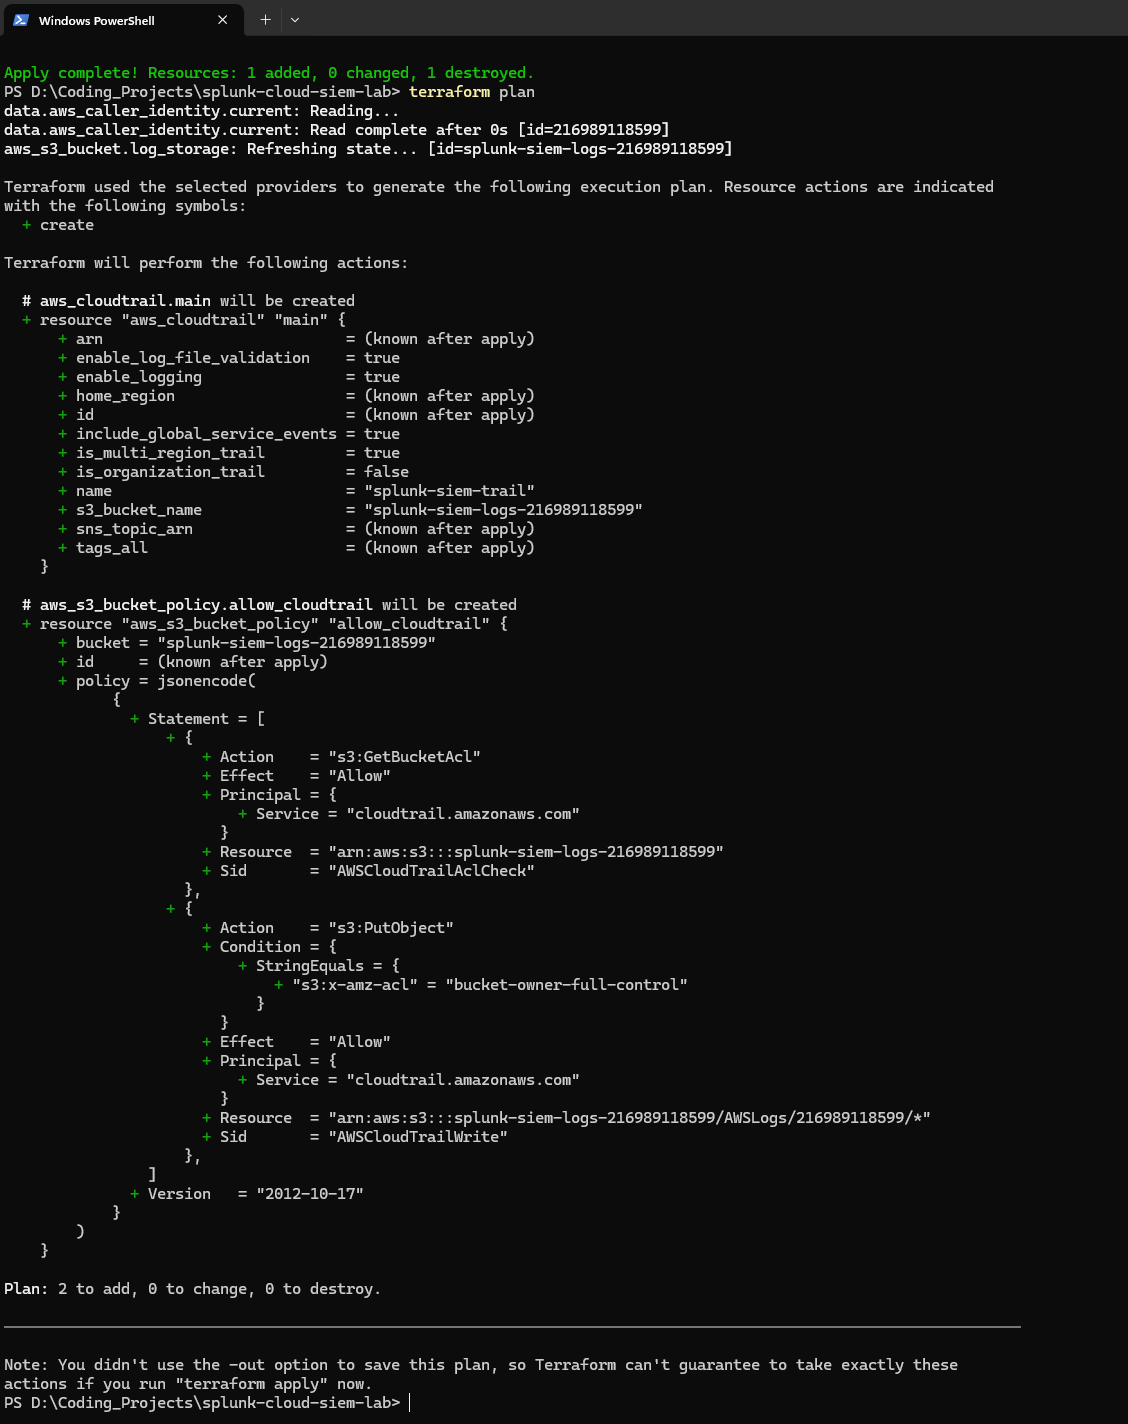 Windows PowerShell
Apply complete! Resources: 1 added, 0 changed, 1 destroyed.
PS D:\Coding_Projects\splunk-cloud-siem-lab> terraform plan
data.aws_caller_identity.current: Reading...
data.aws_caller_identity.current: Read complete after 0s [id=216989118599]
aws_s3_bucket.log_storage: Refreshing state... [id=splunk-siem-logs-216989118599]

Terraform used the selected providers to generate the following execution plan. Resource actions are indicated
with the following symbols:
  + create

Terraform will perform the following actions:

  # aws_cloudtrail.main will be created
  + resource "aws_cloudtrail" "main" {
      + arn                           = (known after apply)
      + enable_log_file_validation    = true
      + enable_logging                = true
      + home_region                   = (known after apply)
      + id                            = (known after apply)
      + include_global_service_events = true
      + is_multi_region_trail         = true
      + is_organization_trail         = false
      + name                          = "splunk-siem-trail"
      + s3_bucket_name                = "splunk-siem-logs-216989118599"
      + sns_topic_arn                 = (known after apply)
      + tags_all                      = (known after apply)
    }

  # aws_s3_bucket_policy.allow_cloudtrail will be created
  + resource "aws_s3_bucket_policy" "allow_cloudtrail" {
      + bucket = "splunk-siem-logs-216989118599"
      + id     = (known after apply)
      + policy = jsonencode(
            {
              + Statement = [
                  + {
                      + Action    = "s3:GetBucketAcl"
                      + Effect    = "Allow"
                      + Principal = {
                          + Service = "cloudtrail.amazonaws.com"
                        }
                      + Resource  = "arn:aws:s3:::splunk-siem-logs-216989118599"
                      + Sid       = "AWSCloudTrailAclCheck"
                    },
                  + {
                      + Action    = "s3:PutObject"
                      + Condition = {
                          + StringEquals = {
                              + "s3:x-amz-acl" = "bucket-owner-full-control"
                            }
                        }
                      + Effect    = "Allow"
                      + Principal = {
                          + Service = "cloudtrail.amazonaws.com"
                        }
                      + Resource  = "arn:aws:s3:::splunk-siem-logs-216989118599/AWSLogs/216989118599/*"
                      + Sid       = "AWSCloudTrailWrite"
                    },
                ]
              + Version   = "2012-10-17"
            }
        )
    }

Plan: 2 to add, 0 to change, 0 to destroy.

Note: You didn't use the -out option to save this plan, so Terraform can't guarantee to take exactly these
actions if you run "terraform apply" now.
PS D:\Coding_Projects\splunk-cloud-siem-lab>